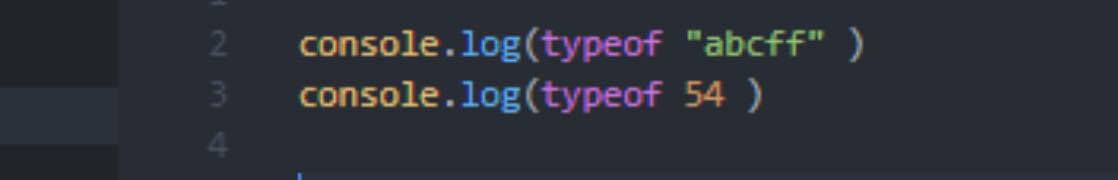 2 console.log(typeof "abcff" )
3 console.log(typeof 54 )
4